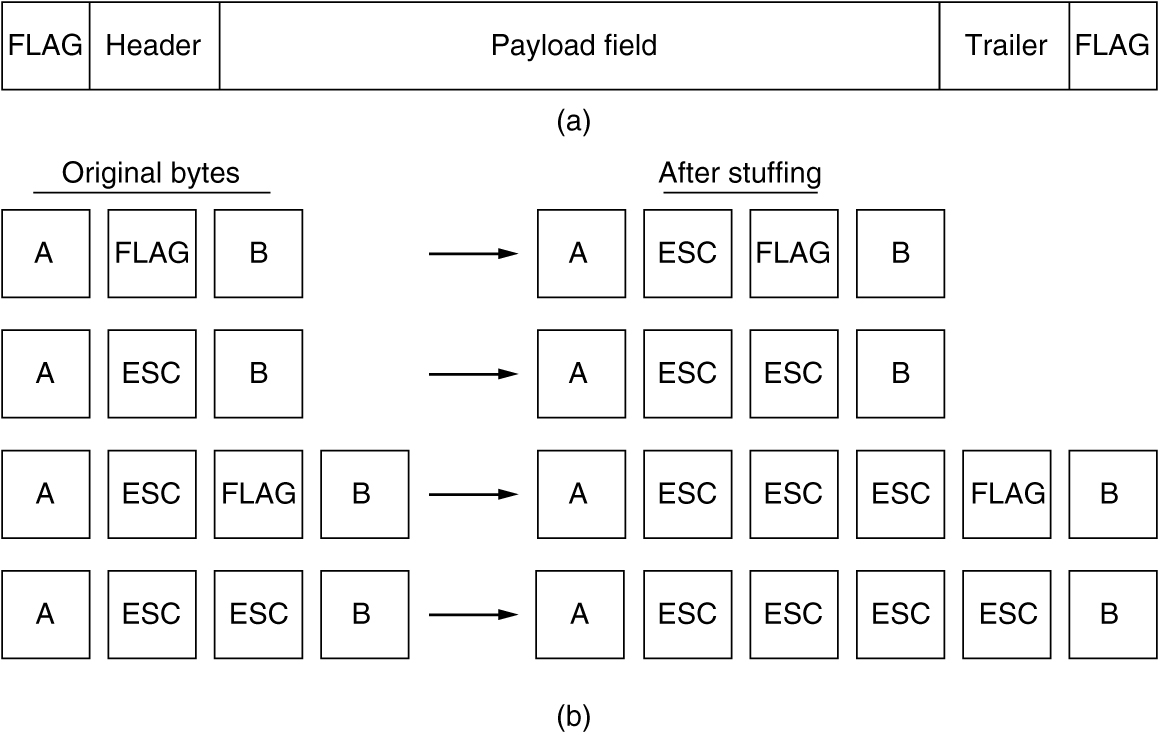 FLAG Header Payload field Trailer FLAG
(a)
Original bytes After stuffing
A FLAG B A ESC FLAG B
A ESC B A ESC ESC B
A ESC FLAG B A ESC ESC ESC FLAG B
A ESC ESC B A ESC ESC ESC ESC B
(b)